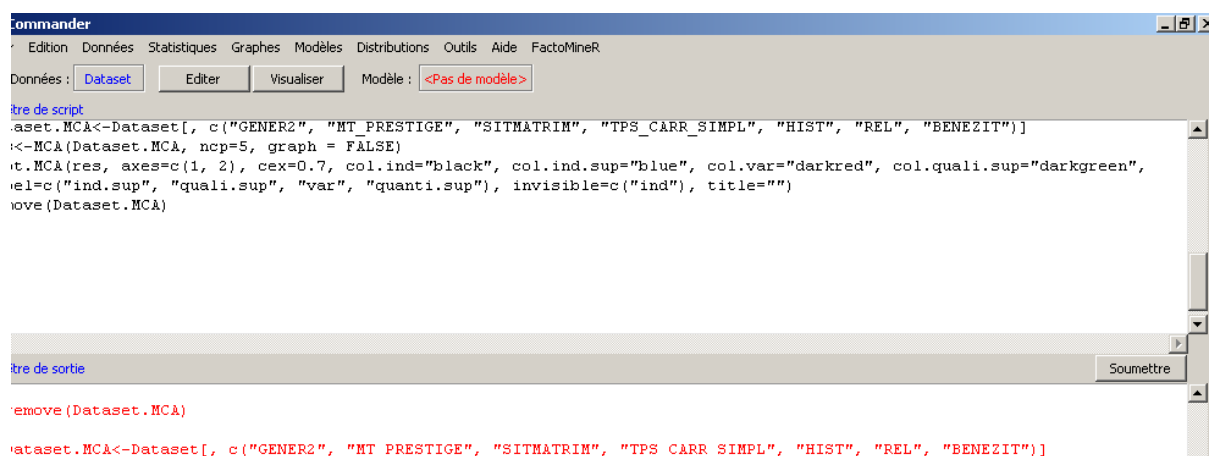 Commander
Edition Données Statistiques Graphes Modèles Distributions Outils Aide FactoMineR
Données : Dataset Editer Visualiser Modèle : <Pas de modèle>
tre de script
aset.MCA<-Dataset[, c("GENER2", "MT_PRESTIGE", "SITMATRIM", "TPS_CARR_SIMPL", "HIST", "REL", "BENEZIT")]
<-MCA(Dataset.MCA, ncp=5, graph = FALSE)
t.MCA(res, axes=c(1, 2), cex=0.7, col.ind="black", col.ind.sup="blue", col.var="darkred", col.quali.sup="darkgreen",
el=c("ind.sup", "quali.sup", "var", "quanti.sup"), invisible=c("ind"), title="")
ove(Dataset.MCA)
tre de sortie Soumettre
emove(Dataset.MCA)
ataset.MCA<-Dataset[, c("GENER2", "MT_PRESTIGE", "SITMATRIM", "TPS_CARR_SIMPL", "HIST", "REL", "BENEZIT")]